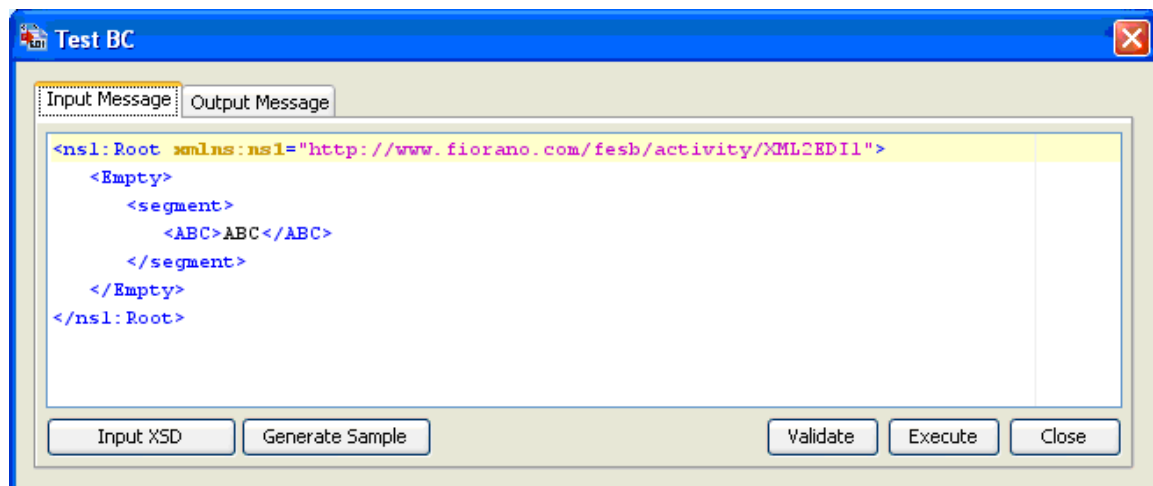 Test BC
Input Message Output Message
<ns1:Root xmlns:ns1="http://www.fiorano.com/fesb/activity/XML2EDI1">
<Empty>
<segment>
<ABC>ABC</ABC>
</segment>
</Empty>
</ns1:Root>
Input XSD Generate Sample Validate Execute Close